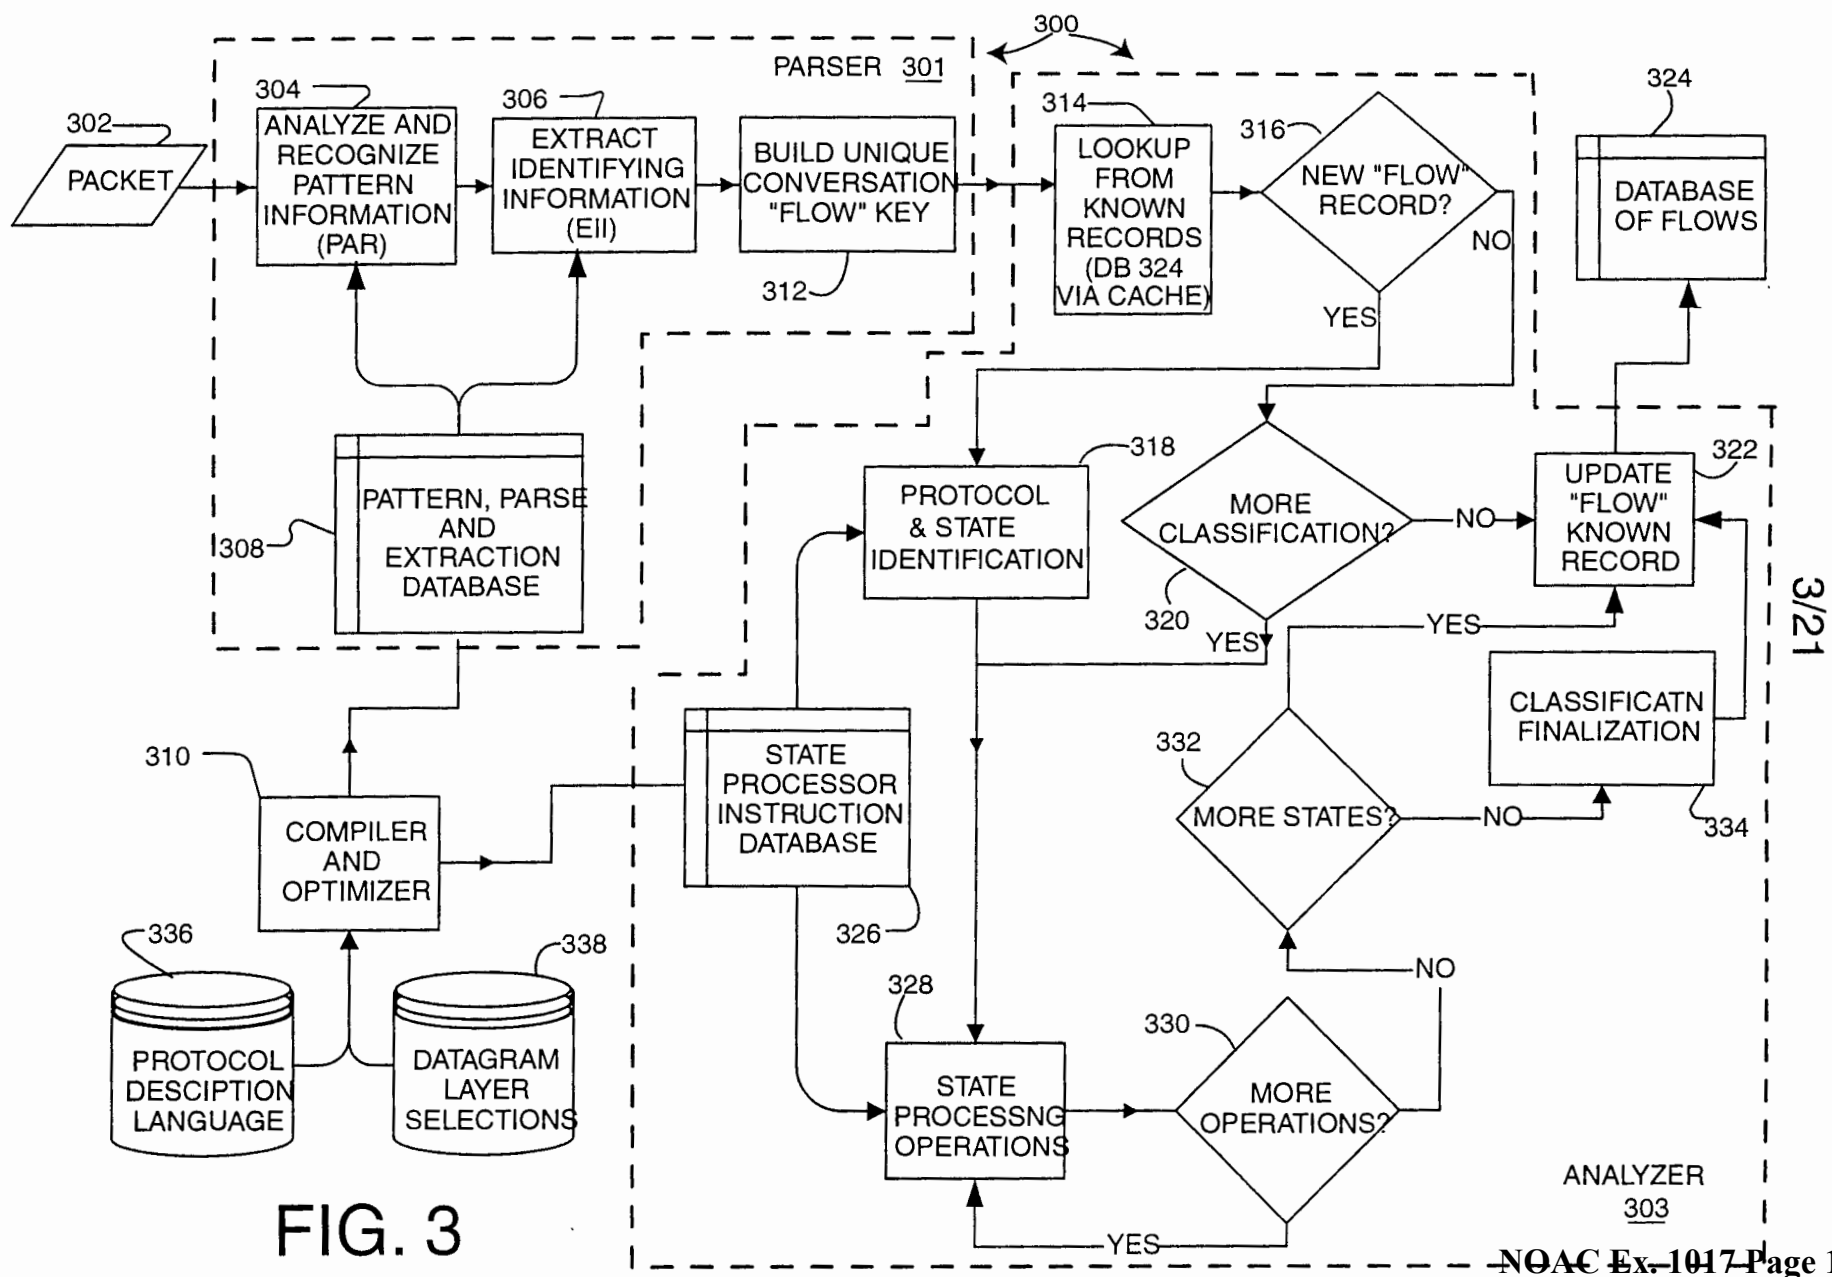 300
PARSER 301
302
PACKET
304
ANALYZE AND
RECOGNIZE
PATTERN
INFORMATION
(PAR)
306
EXTRACT
IDENTIFYING
INFORMATION
(EII)
BUILD UNIQUE
CONVERSATION
"FLOW" KEY
312
314
LOOKUP
FROM
KNOWN
RECORDS
(DB 324
VIA CACHE)
316
NEW "FLOW"
RECORD?
NO
YES
324
DATABASE
OF FLOWS
308
PATTERN, PARSE
AND
EXTRACTION
DATABASE
318
PROTOCOL
& STATE
IDENTIFICATION
MORE
CLASSIFICATION?
320
NO
YES
322
UPDATE
"FLOW"
KNOWN
RECORD
YES
3/21
CLASSIFICATN
FINALIZATION
334
332
MORE STATES?
NO
310
COMPILER
AND
OPTIMIZER
STATE
PROCESSOR
INSTRUCTION
DATABASE
326
336
PROTOCOL
DESCIPTION
LANGUAGE
338
DATAGRAM
LAYER
SELECTIONS
328
STATE
PROCESSNG
OPERATIONS
330
MORE
OPERATIONS?
NO
YES
ANALYZER
303
FIG. 3
NOAC Ex. 1017 Page 1